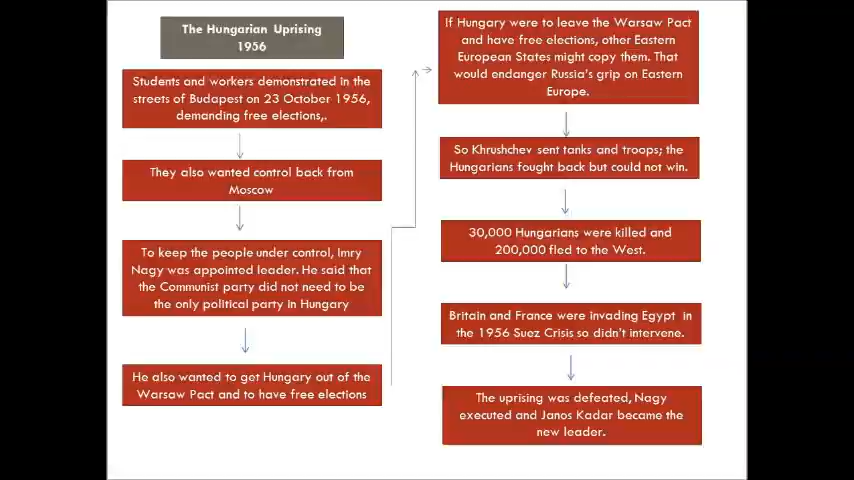 The Hungarian Uprising
1956
Students and workers demonstrated in the
streets of Budapest on 23 October 1956,
demanding free elections,.
They also wanted control back from
Moscow
To keep the people under control, Imry
Nagy was appointed leader. He said that
the Communist party did not need to be
the only political party in Hungary
He also wanted to get Hungary out of the
Warsaw Pact and to have free elections
If Hungary were to leave the Warsaw Pact
and have free elections, other Eastern
European States might copy them. That
would endanger Russia's grip on Eastern
Europe.
So Khrushchev sent tanks and troops; the
Hungarians fought back but could not win.
30,000 Hungarians were killed and
200,000 fled to the West.
Britain and France were invading Egypt in
the 1956 Suez Crisis so didn't intervene.
The uprising was defeated, Nagy
executed and Janos Kadar became the
new leader.